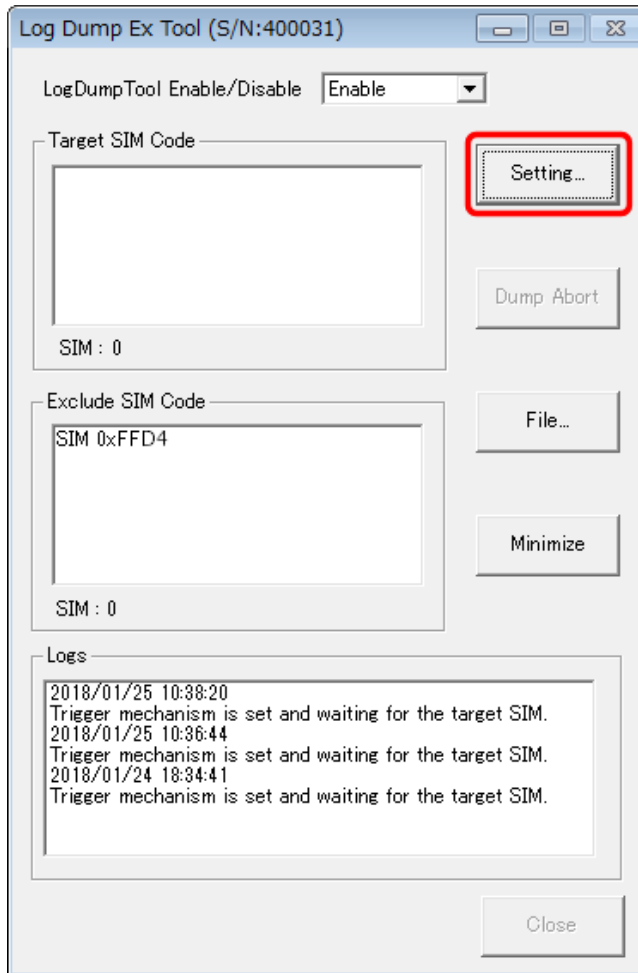 Log Dump Ex Tool (S/N:400031)
LogDumpTool Enable/Disable Enable
Target SIM Code
Setting...
Dump Abort
SIM : 0
Exclude SIM Code
SIM 0xFFD4
File...
Minimize
SIM : 0
Logs
2018/01/25 10:38:20
Trigger mechanism is set and waiting for the target SIM.
2018/01/25 10:36:44
Trigger mechanism is set and waiting for the target SIM.
2018/01/24 18:34:41
Trigger mechanism is set and waiting for the target SIM.
Close